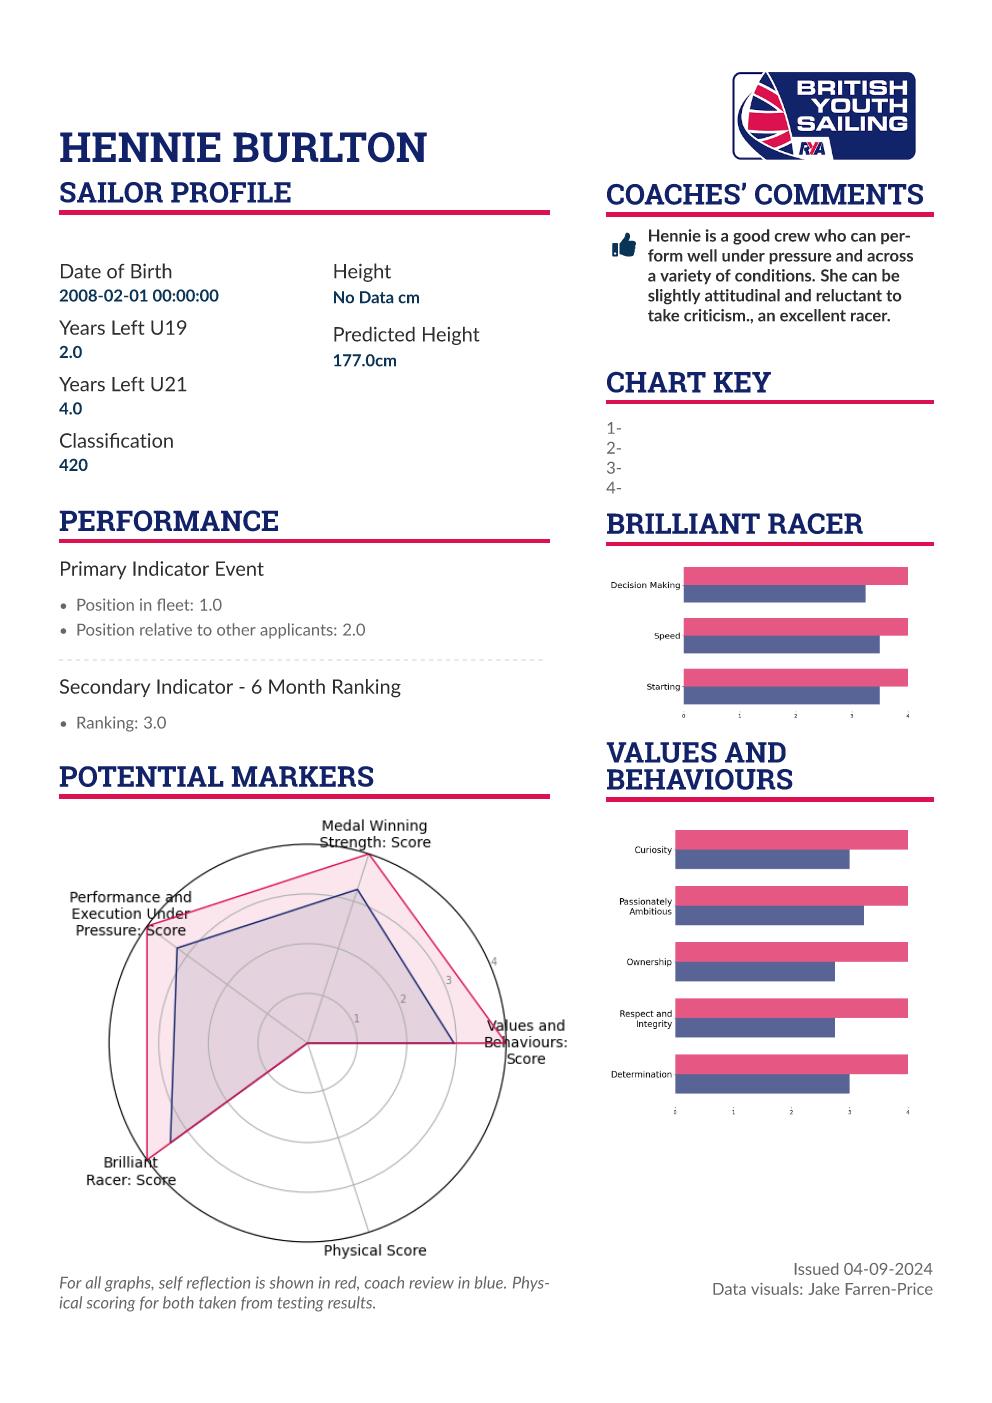 BRITISH
YOUTH
SAILING
RYA
HENNIE BURLTON
SAILOR PROFILE
Date of Birth
2008-02-01 00:00:00
Years Left U19
2.0
Years Left U21
4.0
Classification
420
Height
No Data cm
Predicted Height
177.0cm
PERFORMANCE
Primary Indicator Event
• Position in fleet: 1.0
• Position relative to other applicants: 2.0
Secondary Indicator - 6 Month Ranking
• Ranking: 3.0
POTENTIAL MARKERS
Medal Winning
Strength: Score
Performance and
Execution Under
Pressure: Score
4
3
2
1
Values and
Behaviours:
Score
Brilliant
Racer: Score
Physical Score
For all graphs, self reflection is shown in red, coach review in blue. Phys-
ical scoring for both taken from testing results.
COACHES’ COMMENTS
Hennie is a good crew who can per-
form well under pressure and across
a variety of conditions. She can be
slightly attitudinal and reluctant to
take criticism., an excellent racer.
CHART KEY
1-
2-
3-
4-
BRILLIANT RACER
Decision Making
Speed
Starting
0 1 2 3 4
VALUES AND
BEHAVIOURS
Curiosity
Passionately
Ambitious
Ownership
Respect and
Integrity
Determination
0 1 2 3 4
Issued 04-09-2024
Data visuals: Jake Farren-Price